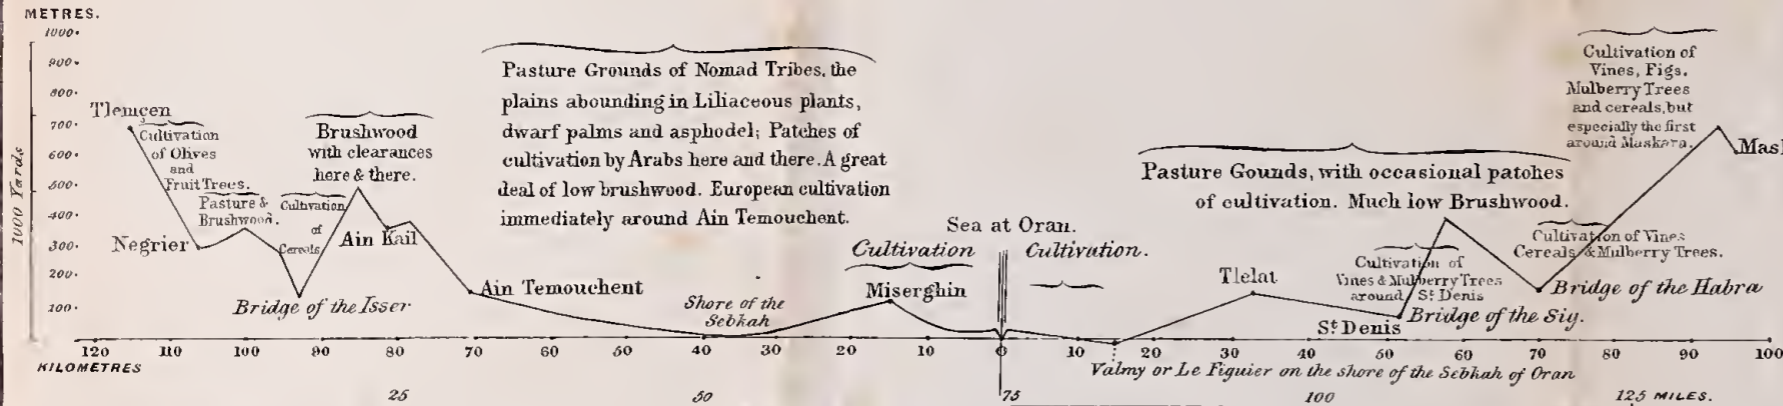 METRES.
1000
900
800
700
600
500
400
300
200
100
1000 Yards
Tlemçen
Cultivation
of Olives
and
Fruit Trees.
Pasture &
Brushwood.
Negrier
Cultivation
of
Cereals
Brushwood
with clearances
here & there.
Ain Kail
Bridge of the Isser
Pasture Grounds of Nomad Tribes, the
plains abounding in Liliaceous plants,
dwarf palms and asphodel; Patches of
cultivation by Arabs here and there. A great
deal of low brushwood. European cultivation
immediately around Ain Temouchent.
Ain Temouchent
Shore of the
Sebkah
Cultivation
Miserghin
Sea at Oran.
Cultivation.
Pasture Gounds, with occasional patches
of cultivation. Much low Brushwood.
Tlelat
Cultivation of
Vines & Mulberry Trees
around St Denis
St Denis
Bridge of the Sig.
Cultivation of Vines
Cereals & Mulberry Trees.
Bridge of the Habra
Cultivation of
Vines, Figs,
Mulberry Trees
and cereals, but
especially the first
around Maskara.
Mas
120 110 100 90 80 70 60 50 40 30 20 10 0 10 20 30 40 50 60 70 80 90 100
KILOMETRES
Valmy or Le Figuier on the shore of the Sebkah of Oran
25 50 75 100 125 MILES.